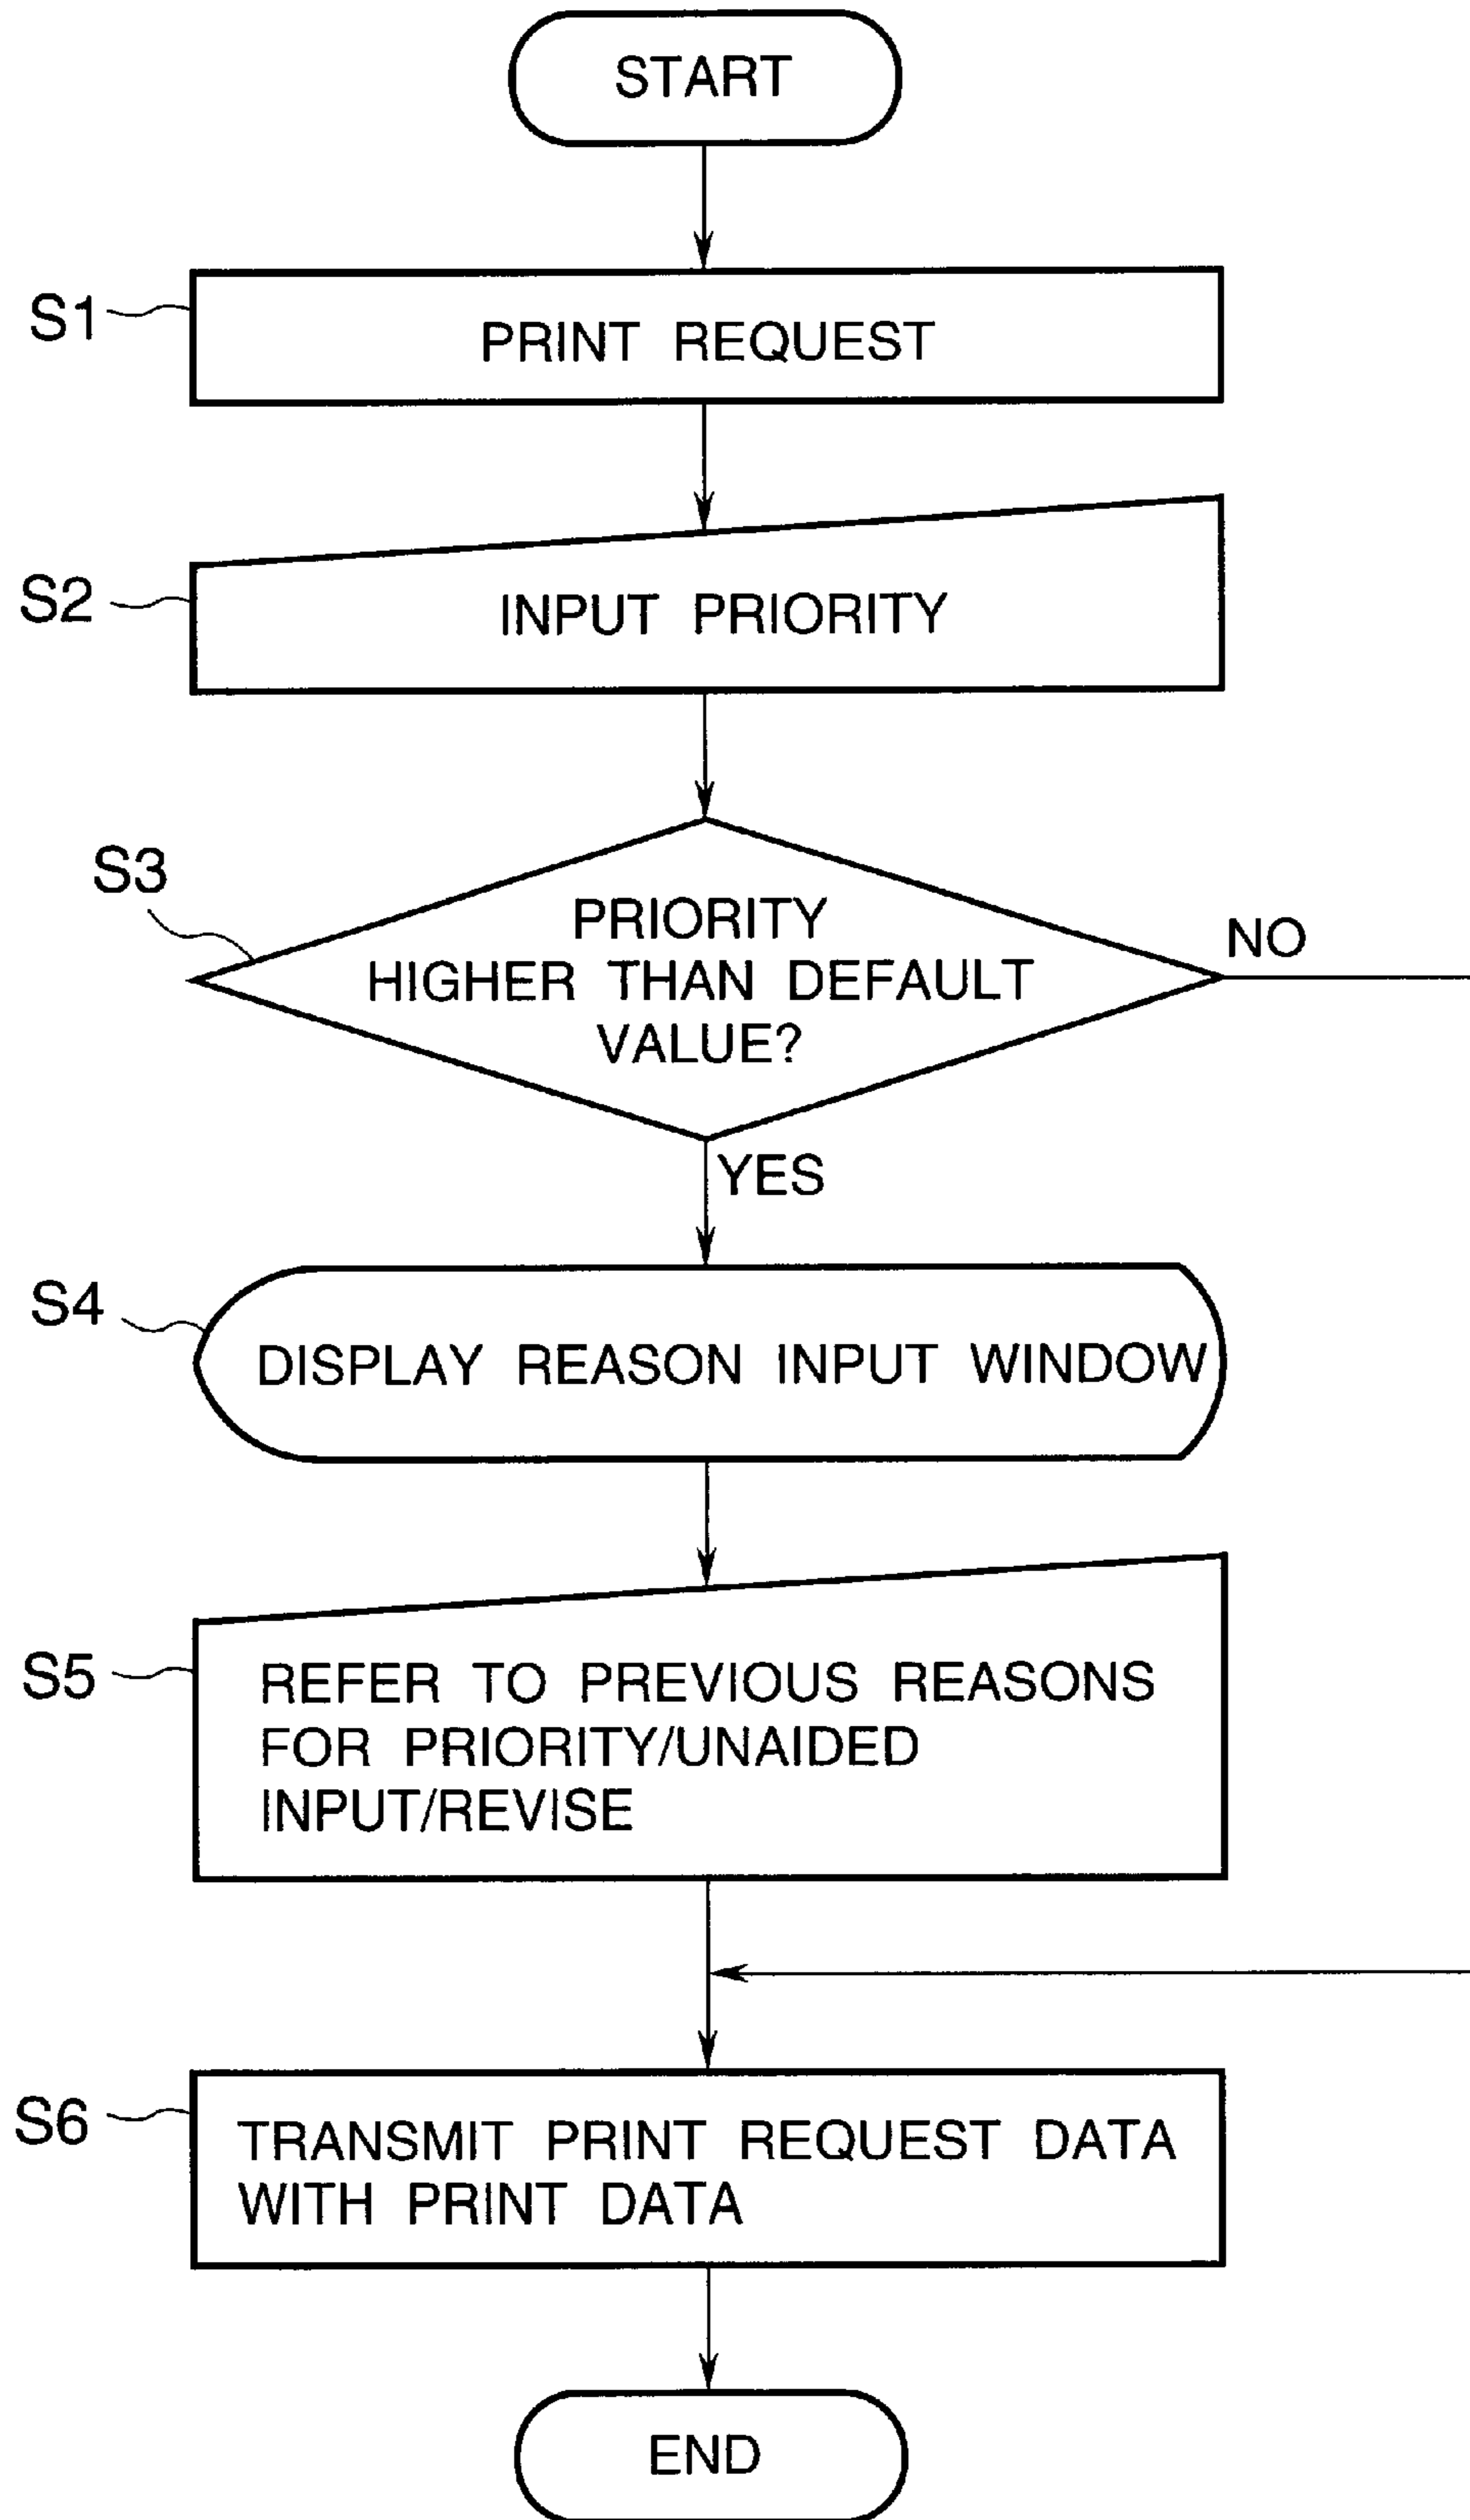 START
S1
PRINT REQUEST
S2
INPUT PRIORITY
S3
PRIORITY
HIGHER THAN DEFAULT
VALUE?
NO
YES
S4
DISPLAY REASON INPUT WINDOW
S5
REFER TO PREVIOUS REASONS
FOR PRIORITY/UNAIDED
INPUT/REVISE
S6
TRANSMIT PRINT REQUEST DATA
WITH PRINT DATA
END